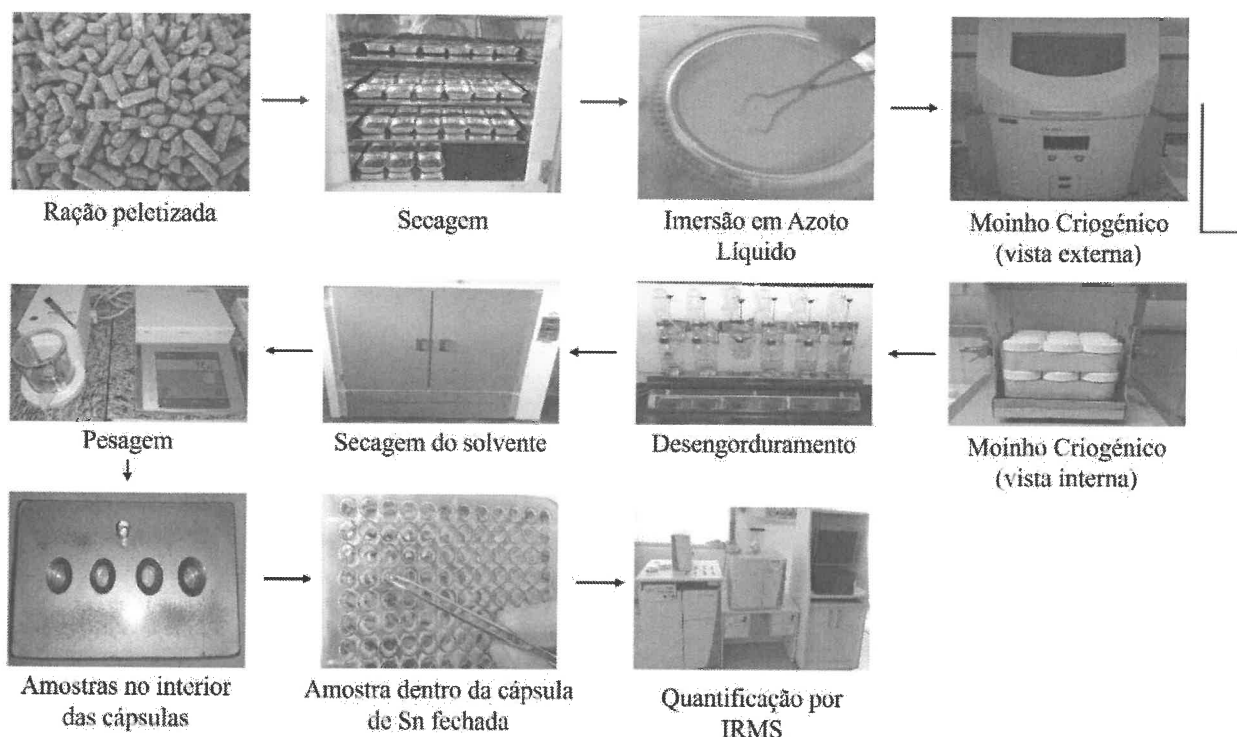 Ração peletizada
Secagem
Imersão em Azoto
Líquido
Moinho Criogénico
(vista externa)
Pesagem
Secagem do solvente
Desengorduramento
Moinho Criogénico
(vista interna)
Amostras no interior
das cápsulas
Amostra dentro da cápsula
de Sn fechada
Quantificação por
IRMS